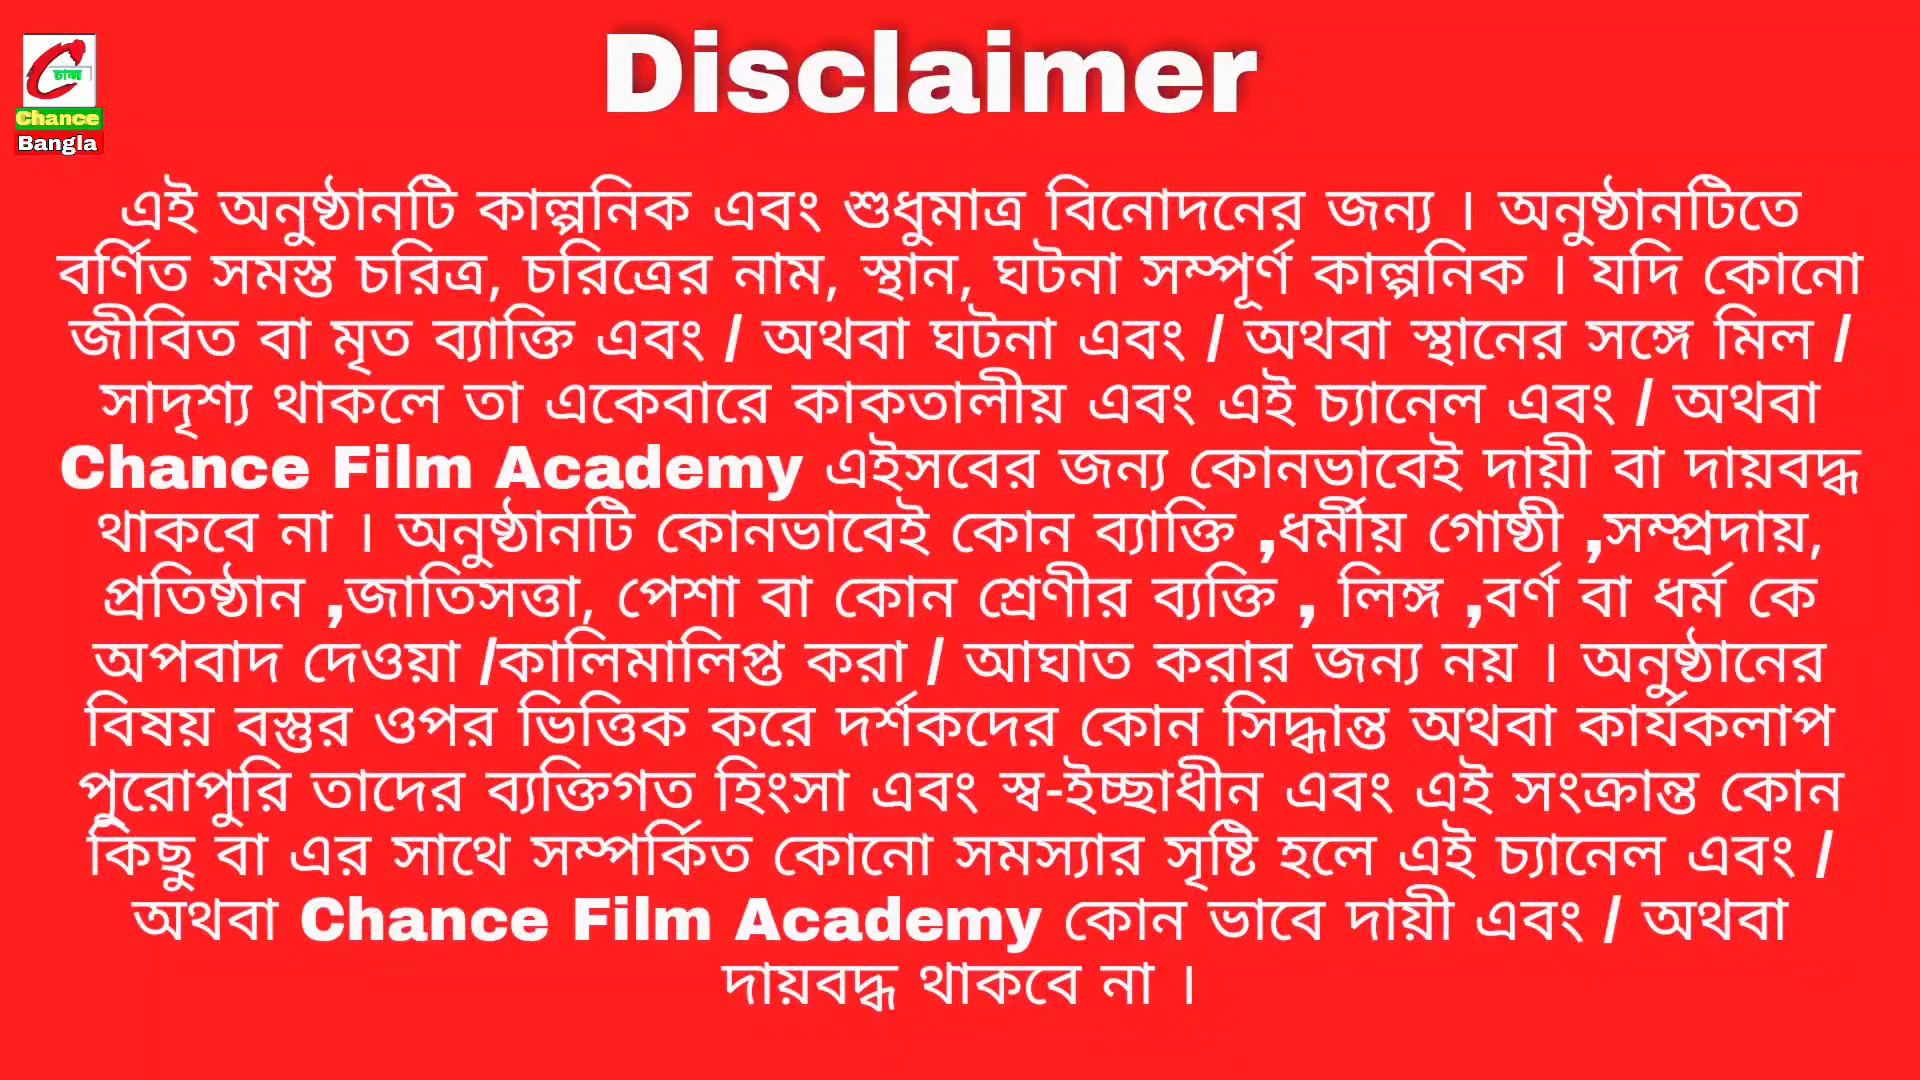 Disclaimer
চান্স
Chance
Bangla
এই অনুষ্ঠানটি কাল্পনিক এবং শুধুমাত্র বিনোদনের জন্য । অনুষ্ঠানটিতে
বর্ণিত সমস্ত চরিত্র, চরিত্রের নাম, স্থান, ঘটনা সম্পূর্ণ কাল্পনিক । যদি কোনো
জীবিত বা মৃত ব্যাক্তি এবং / অথবা ঘটনা এবং / অথবা স্থানের সঙ্গে মিল /
সাদৃশ্য থাকলে তা একেবারে কাকতালীয় এবং এই চ্যানেল এবং / অথবা
Chance Film Academy এইসবের জন্য কোনভাবেই দায়ী বা দায়বদ্ধ
থাকবে না । অনুষ্ঠানটি কোনভাবেই কোন ব্যাক্তি ,ধর্মীয় গোষ্ঠী ,সম্প্রদায়,
প্রতিষ্ঠান ,জাতিসত্তা, পেশা বা কোন শ্রেণীর ব্যক্তি , লিঙ্গ ,বর্ণ বা ধর্ম কে
অপবাদ দেওয়া /কালিমালিপ্ত করা / আঘাত করার জন্য নয় । অনুষ্ঠানের
বিষয় বস্তুর ওপর ভিত্তিক করে দর্শকদের কোন সিদ্ধান্ত অথবা কার্যকলাপ
পুরোপুরি তাদের ব্যক্তিগত হিংসা এবং স্ব-ইচ্ছাধীন এবং এই সংক্রান্ত কোন
কিছু বা এর সাথে সম্পর্কিত কোনো সমস্যার সৃষ্টি হলে এই চ্যানেল এবং /
অথবা Chance Film Academy কোন ভাবে দায়ী এবং / অথবা
দায়বদ্ধ থাকবে না ।